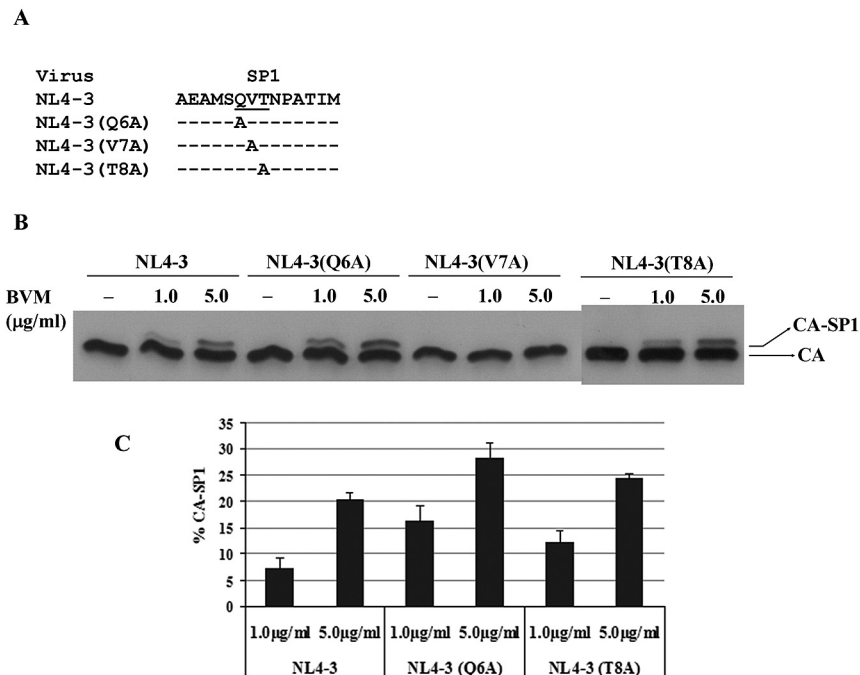 A
Virus SP1
NL4-3 AEAMSQVTNPATIM
NL4-3(Q6A) -----A--------
NL4-3(V7A) ------A-------
NL4-3(T8A) -------A------
B
NL4-3 NL4-3(Q6A) NL4-3(V7A) NL4-3(T8A)
BVM – 1.0 5.0 – 1.0 5.0 – 1.0 5.0 – 1.0 5.0
(µg/ml)
CA-SP1
CA
C
% CA-SP1
35
30
25
20
15
10
5
0
1.0µg/ml 5.0µg/ml 1.0µg/ml 5.0µg/ml 1.0µg/ml 5.0µg/ml
NL4-3 NL4-3 (Q6A) NL4-3 (T8A)